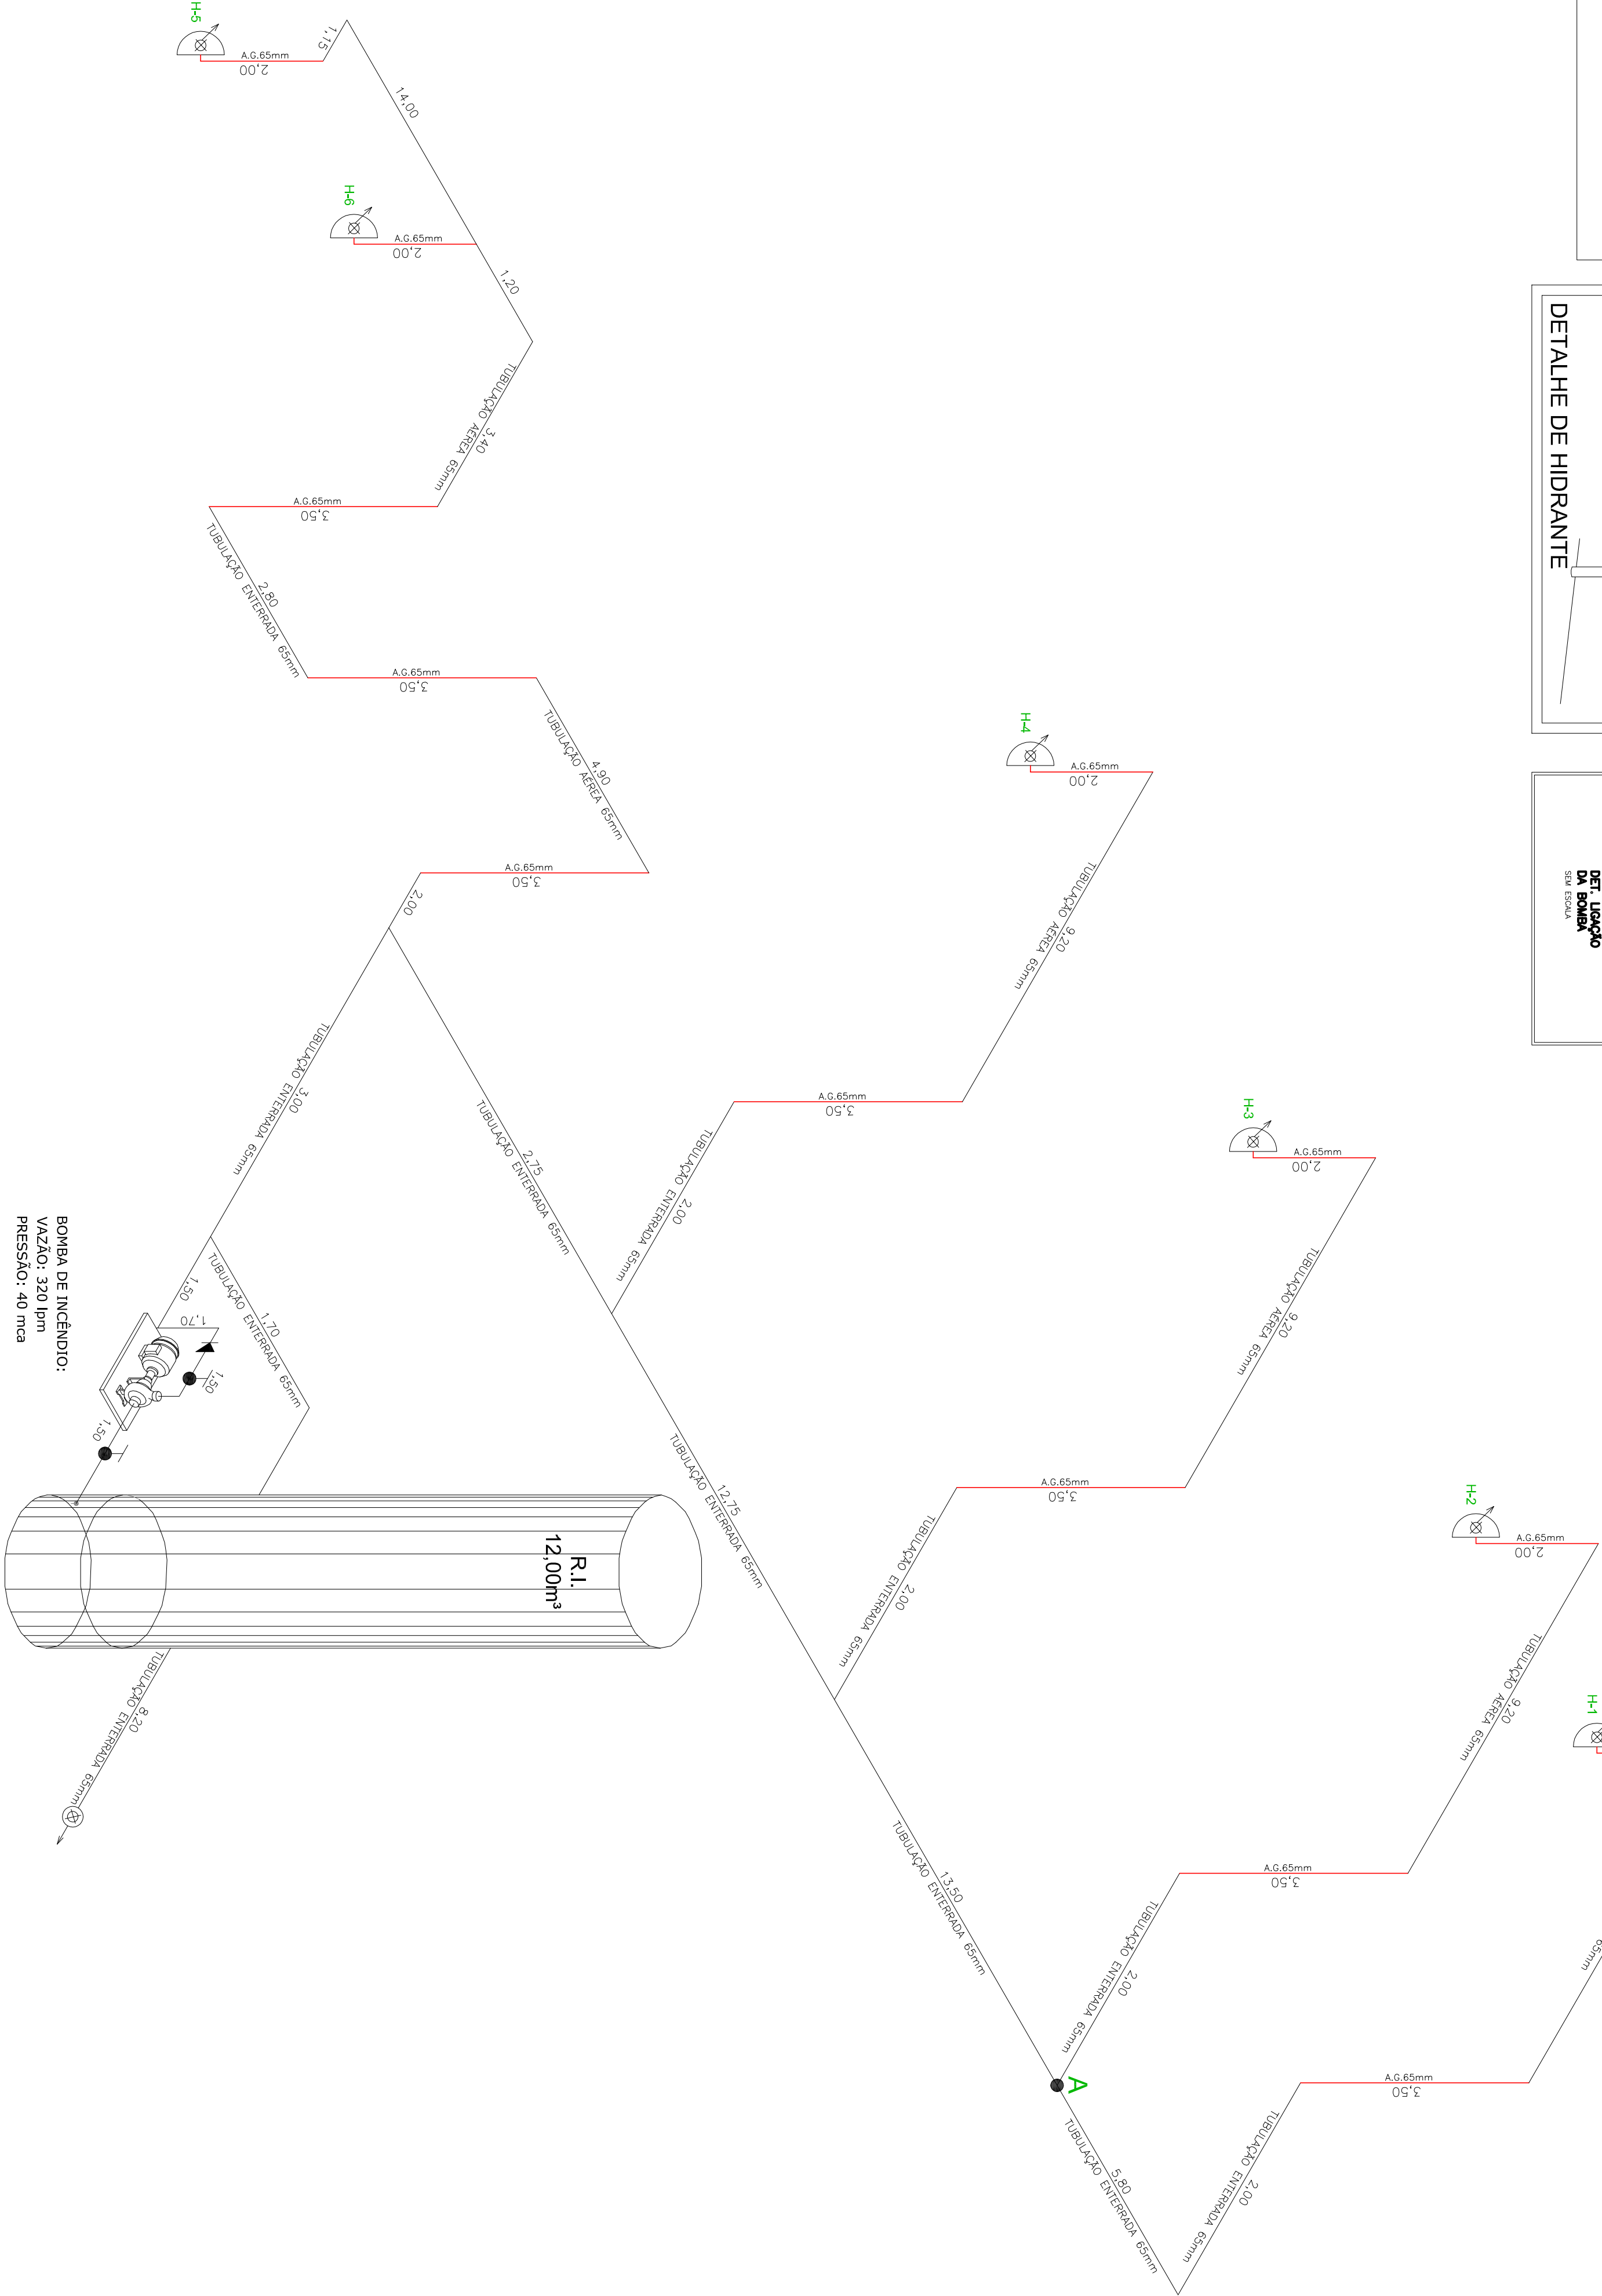 H-5
A.G.65mm
2,00
1,15
14,00
H-6
A.G.65mm
2,00
1,20
TUBULAÇÃO AÉREA 65mm
3,40
A.G.65mm
3,50
2,80
TUBULAÇÃO ENTERRADA 65mm
A.G.65mm
3,50
4,90
TUBULAÇÃO AÉREA 65mm
A.G.65mm
3,50
2,00
TUBULAÇÃO ENTERRADA 65mm
3,00
DETALHE DE HIDRANTE
DET. LIGAÇÃO
DA BOMBA
SEM ESCALA
H-4
A.G.65mm
2,00
TUBULAÇÃO AÉREA 65mm
9,20
A.G.65mm
3,50
TUBULAÇÃO ENTERRADA 65mm
2,00
2,75
TUBULAÇÃO ENTERRADA 65mm
H-3
A.G.65mm
2,00
TUBULAÇÃO AÉREA 65mm
9,20
A.G.65mm
3,50
TUBULAÇÃO ENTERRADA 65mm
2,00
12,75
TUBULAÇÃO ENTERRADA 65mm
H-2
A.G.65mm
2,00
TUBULAÇÃO AÉREA 65mm
9,20
A.G.65mm
3,50
TUBULAÇÃO ENTERRADA 65mm
2,00
13,50
TUBULAÇÃO ENTERRADA 65mm
H-1
65mm
A.G.65mm
3,50
TUBULAÇÃO ENTERRADA 65mm
2,00
A
5,80
TUBULAÇÃO ENTERRADA 65mm
1,50
1,70
TUBULAÇÃO ENTERRADA 65mm
1,70
1,50
1,50
BOMBA DE INCÊNDIO:
VAZÃO: 320 lpm
PRESSÃO: 40 mca
R.I.
12,00m³
TUBULAÇÃO ENTERRADA 65mm
8,20